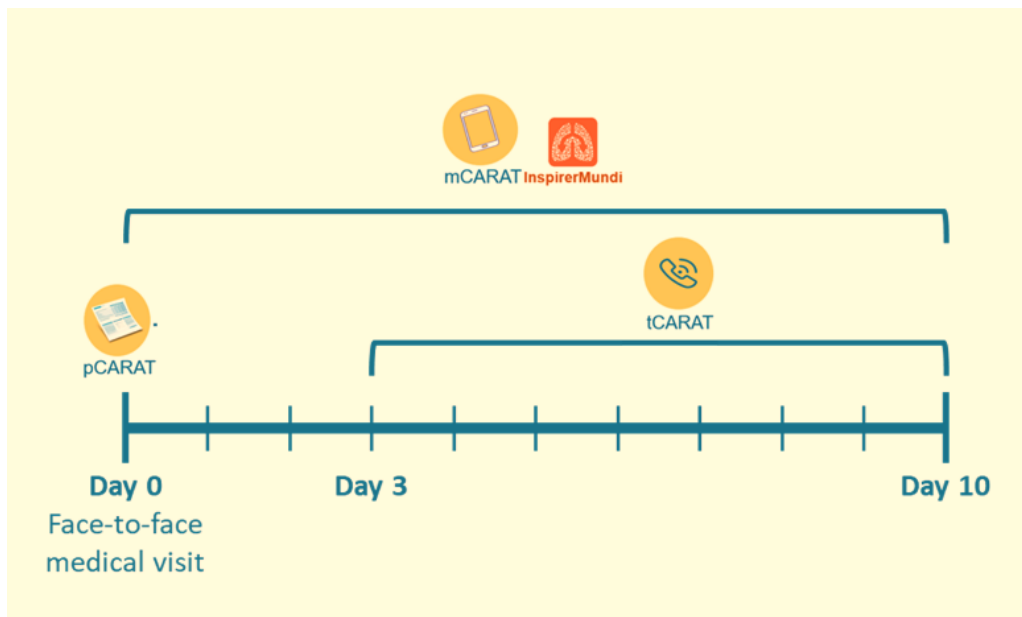 mCARAT InspirerMundi
tCARAT
pCARAT
Day 0
Day 3
Day 10
Face-to-face
medical visit